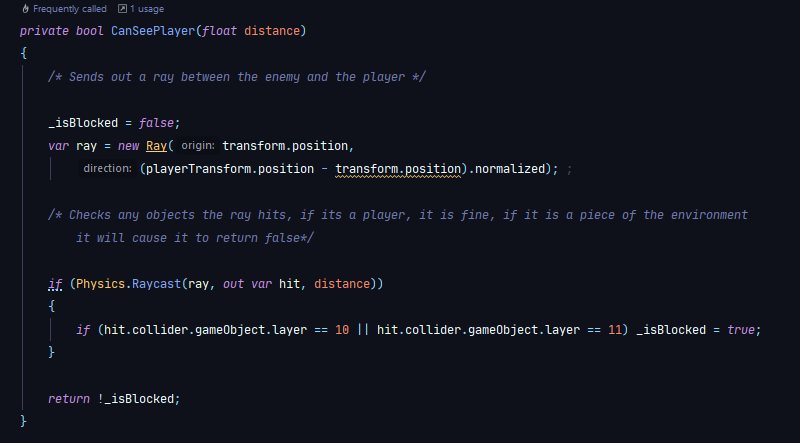 Frequently called 1 usage
private bool CanSeePlayer(float distance)
{
/* Sends out a ray between the enemy and the player */
_isBlocked = false;
var ray = new Ray( origin: transform.position,
direction: (playerTransform.position - transform.position).normalized); ;
/* Checks any objects the ray hits, if its a player, it is fine, if it is a piece of the environment
it will cause it to return false*/
if (Physics.Raycast(ray, out var hit, distance))
{
if (hit.collider.gameObject.layer == 10 || hit.collider.gameObject.layer == 11) _isBlocked = true;
}
return !_isBlocked;
}